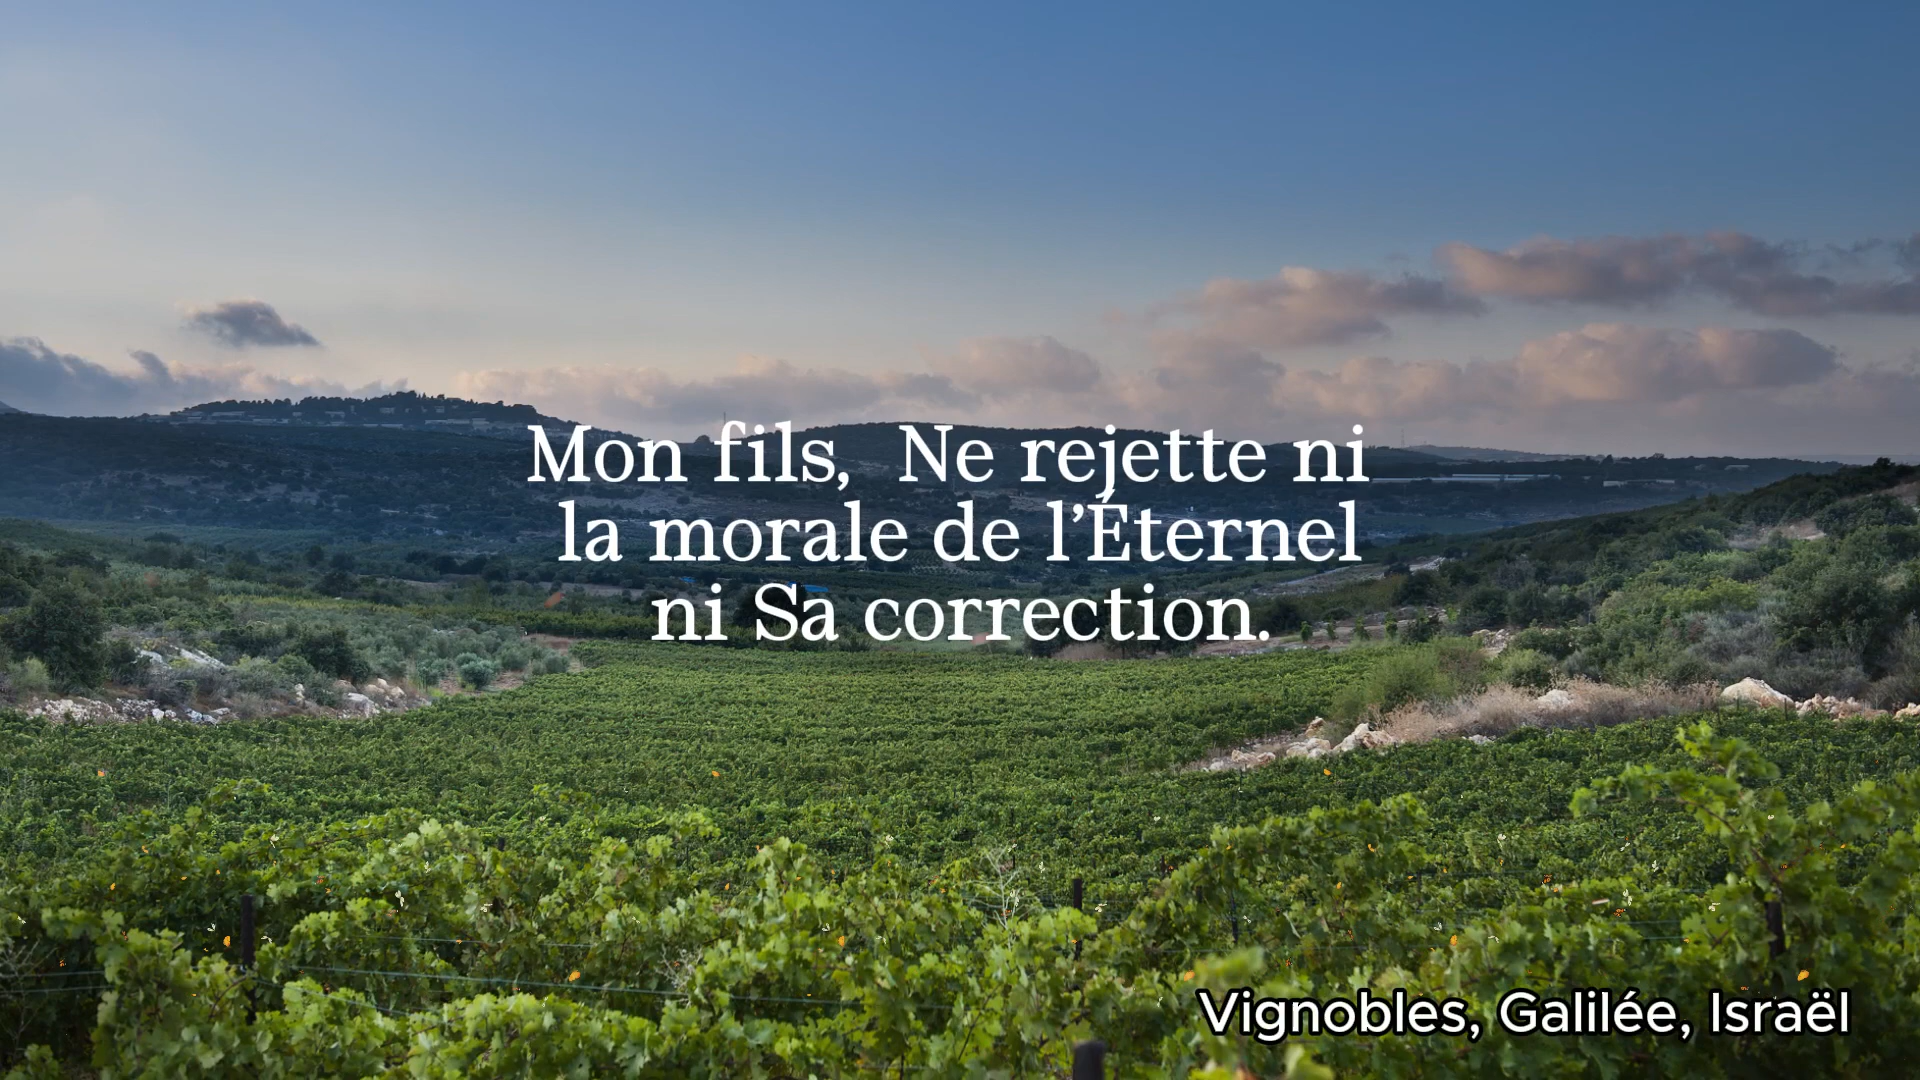 Mon fils,  Ne rejette ni
la morale de l’Éternel
ni Sa correction.
Vignobles, Galilée, Israël